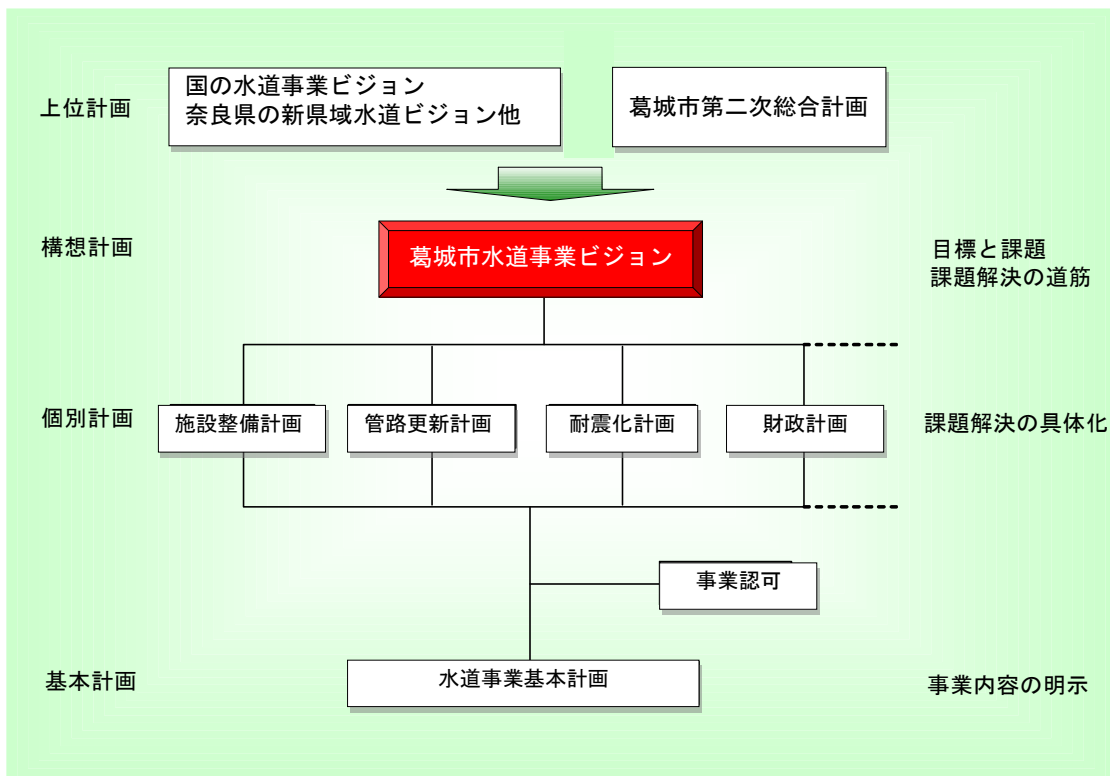 国の水道事業ビジョン
奈良県の新県域水道ビジョン他
葛城市第二次総合計画
上位計画
葛城市水道事業ビジョン
構想計画
目標と課題
課題解決の道筋
個別計画
施設整備計画
管路更新計画
耐震化計画
財政計画
課題解決の具体化
事業認可
基本計画
水道事業基本計画
事業内容の明示